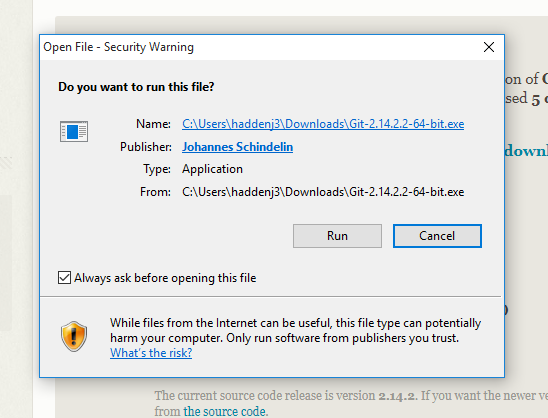 Open File - Security Warning
Do you want to run this file?
Name: C:\Users\haddenj3\Downloads\Git-2.14.2.2-64-bit.exe
Publisher: Johannes Schindelin
Type: Application
From: C:\Users\haddenj3\Downloads\Git-2.14.2.2-64-bit.exe
Run Cancel
Always ask before opening this file
While files from the Internet can be useful, this file type can potentially
harm your computer. Only run software from publishers you trust.
What's the risk?
on of
sed 5
downl
The current source code release is version 2.14.2. If you want the newer ve
from the source code.